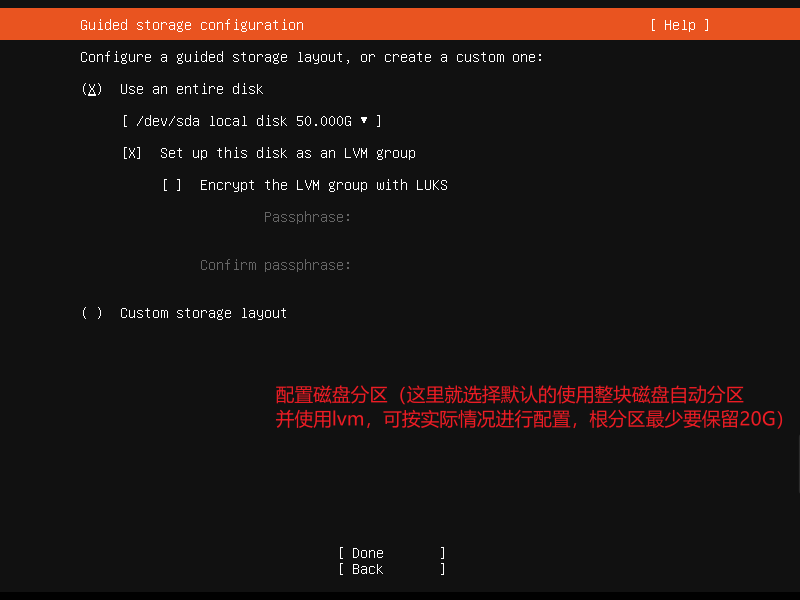 Guided storage configuration [ Help ]
Configure a guided storage layout, or create a custom one:
(X) Use an entire disk
[ /dev/sda local disk 50.000G ▾ ]
[X] Set up this disk as an LVM group
[ ] Encrypt the LVM group with LUKS
Passphrase:
Confirm passphrase:
( ) Custom storage layout
配置磁盘分区（这里就选择默认的使用整块磁盘自动分区
并使用lvm，可按实际情况进行配置，根分区最少要保留20G）
[ Done ]
[ Back ]